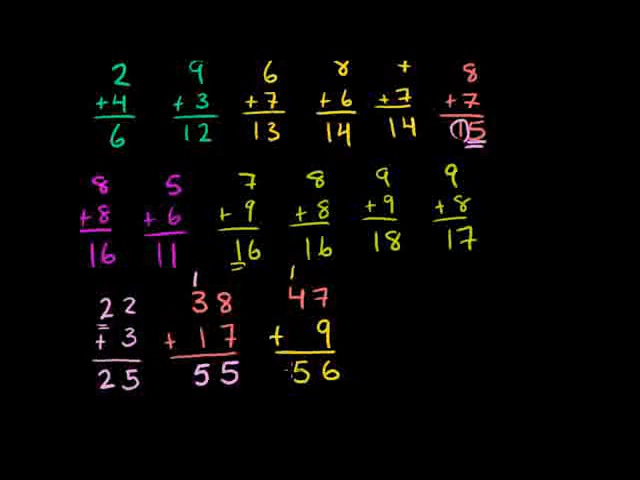 2 9 6 8 + 8
+4 +3 +7 +6 +7 +7
6 12 13 14 14 15
8 5 7 8 9 9
+8 +6 +9 +8 +9 +8
16 11 16 16 18 17
1 1
22 38 47
+3 +17 +9
25 55 56